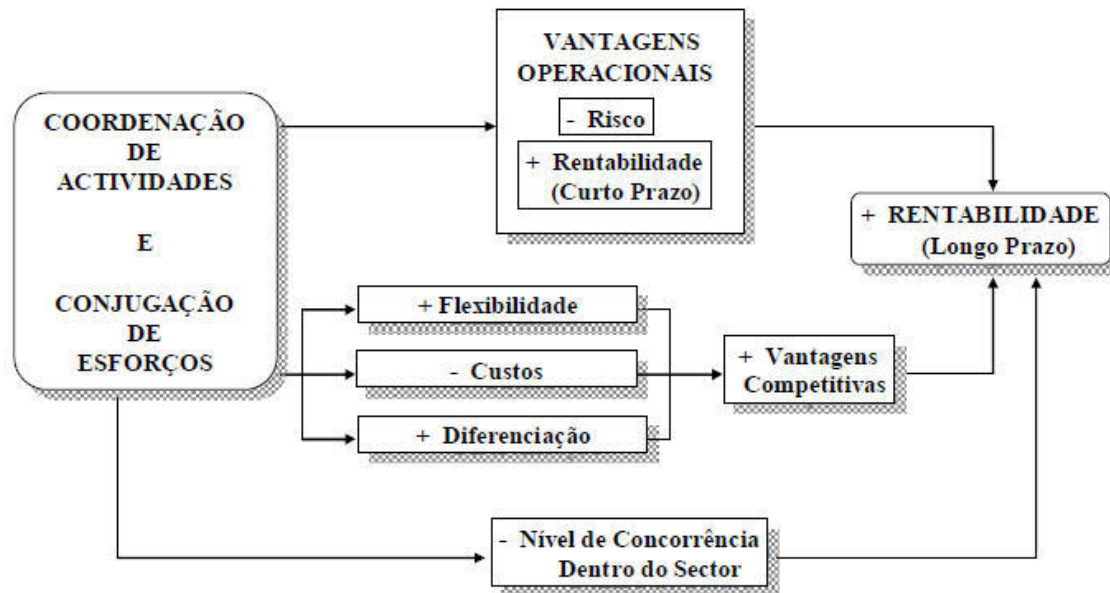 COORDENAÇÃO
DE
ACTIVIDADES
E
CONJUGAÇÃO
DE
ESFORÇOS
VANTAGENS
OPERACIONAIS
- Risco
+ Rentabilidade
(Curto Prazo)
+ Flexibilidade
- Custos
+ Diferenciação
+ Vantagens
Competitivas
- Nível de Concorrência
Dentro do Sector
+ RENTABILIDADE
(Longo Prazo)